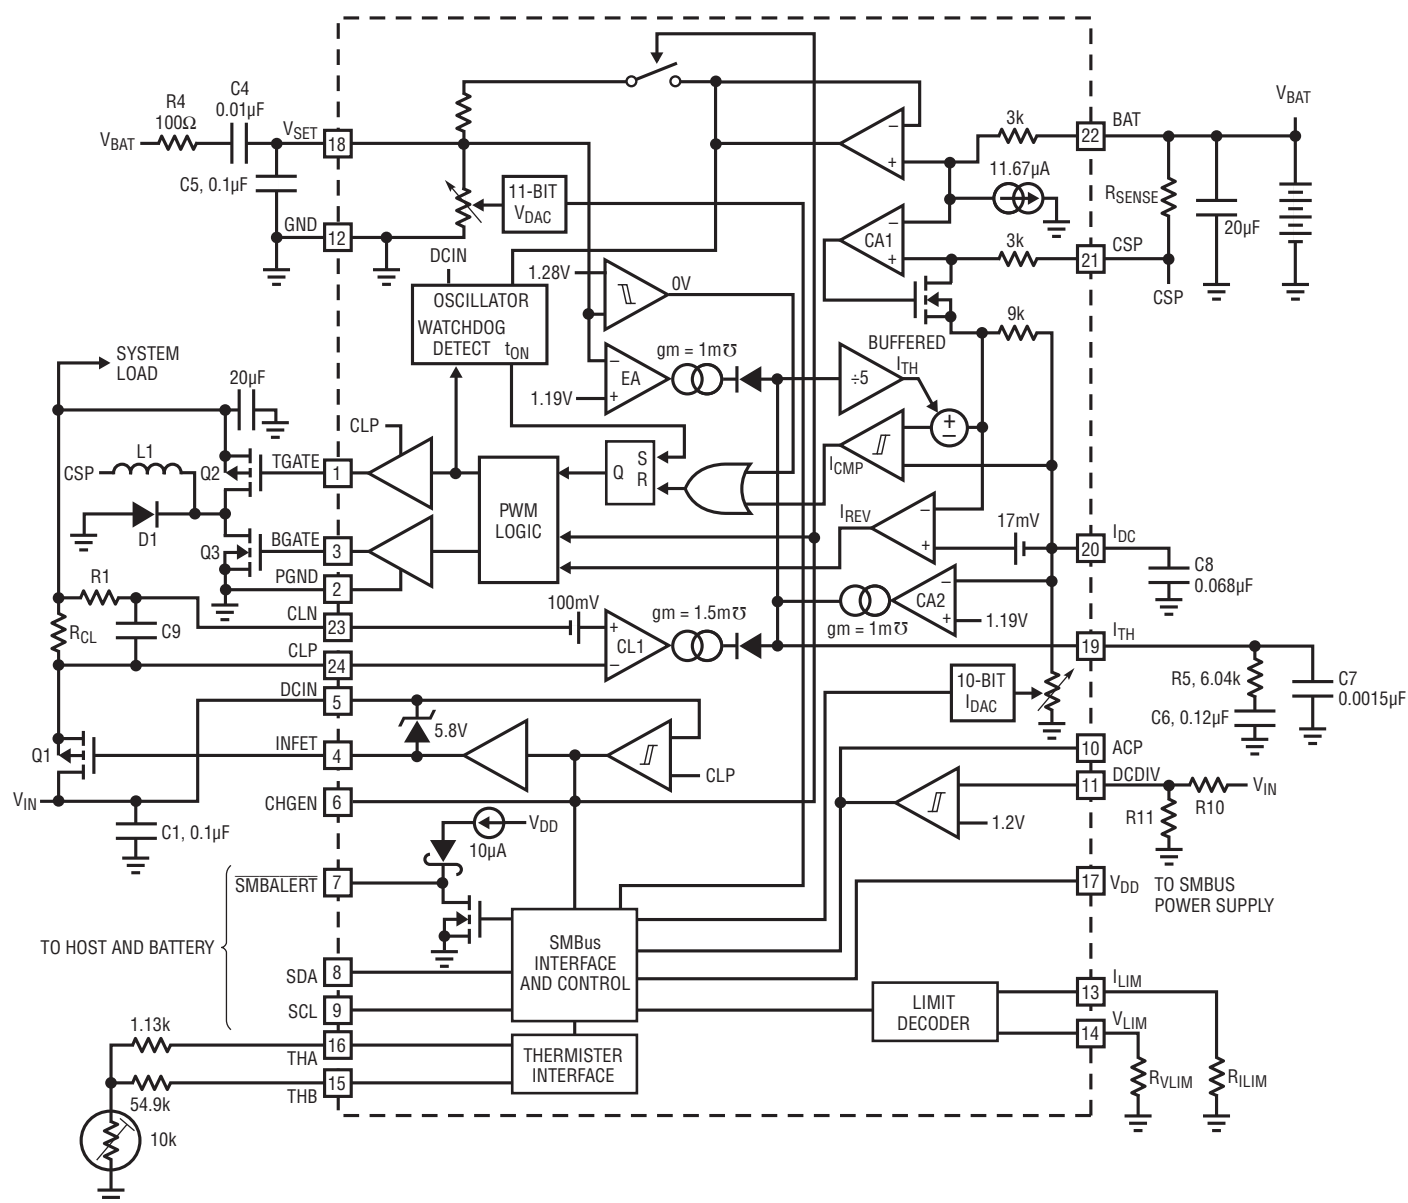 R4
100Ω
C4
0.01µF
VBAT
VSET
18
C5, 0.1µF
GND
12
11-BIT
VDAC
DCIN
OSCILLATOR
WATCHDOG
DETECT tON
1.28V
0V
gm = 1m℧
EA
1.19V
–
+
÷5
BUFFERED
ITH
–
+
3k
22
BAT
11.67µA
CA1
–
+
3k
21
CSP
9k
VBAT
RSENSE
20µF
CSP
SYSTEM
LOAD
20µF
CLP
L1
CSP
Q2
TGATE
1
D1
Q3
BGATE
3
PGND
2
PWM
LOGIC
S
Q
R
+
–
ICMP
IREV
–
+
17mV
20
IDC
C8
0.068µF
R1
CLN
23
RCL
C9
CLP
24
100mV
+
CL1
–
gm = 1.5m℧
gm = 1m℧
–
CA2
+
1.19V
19
ITH
R5, 6.04k
C7
0.0015µF
C6, 0.12µF
DCIN
5
5.8V
Q1
INFET
4
CLP
VIN
CHGEN
6
C1, 0.1µF
10-BIT
IDAC
10
ACP
11
DCDIV
R10
VIN
R11
1.2V
VDD
10µA
SMBALERT
7
17
VDD
TO SMBUS
POWER SUPPLY
TO HOST AND BATTERY
SDA
8
SCL
9
SMBus
INTERFACE
AND CONTROL
LIMIT
DECODER
13
ILIM
14
VLIM
RVLIM
RILIM
1.13k
THA
16
THERMISTER
INTERFACE
54.9k
THB
15
10k